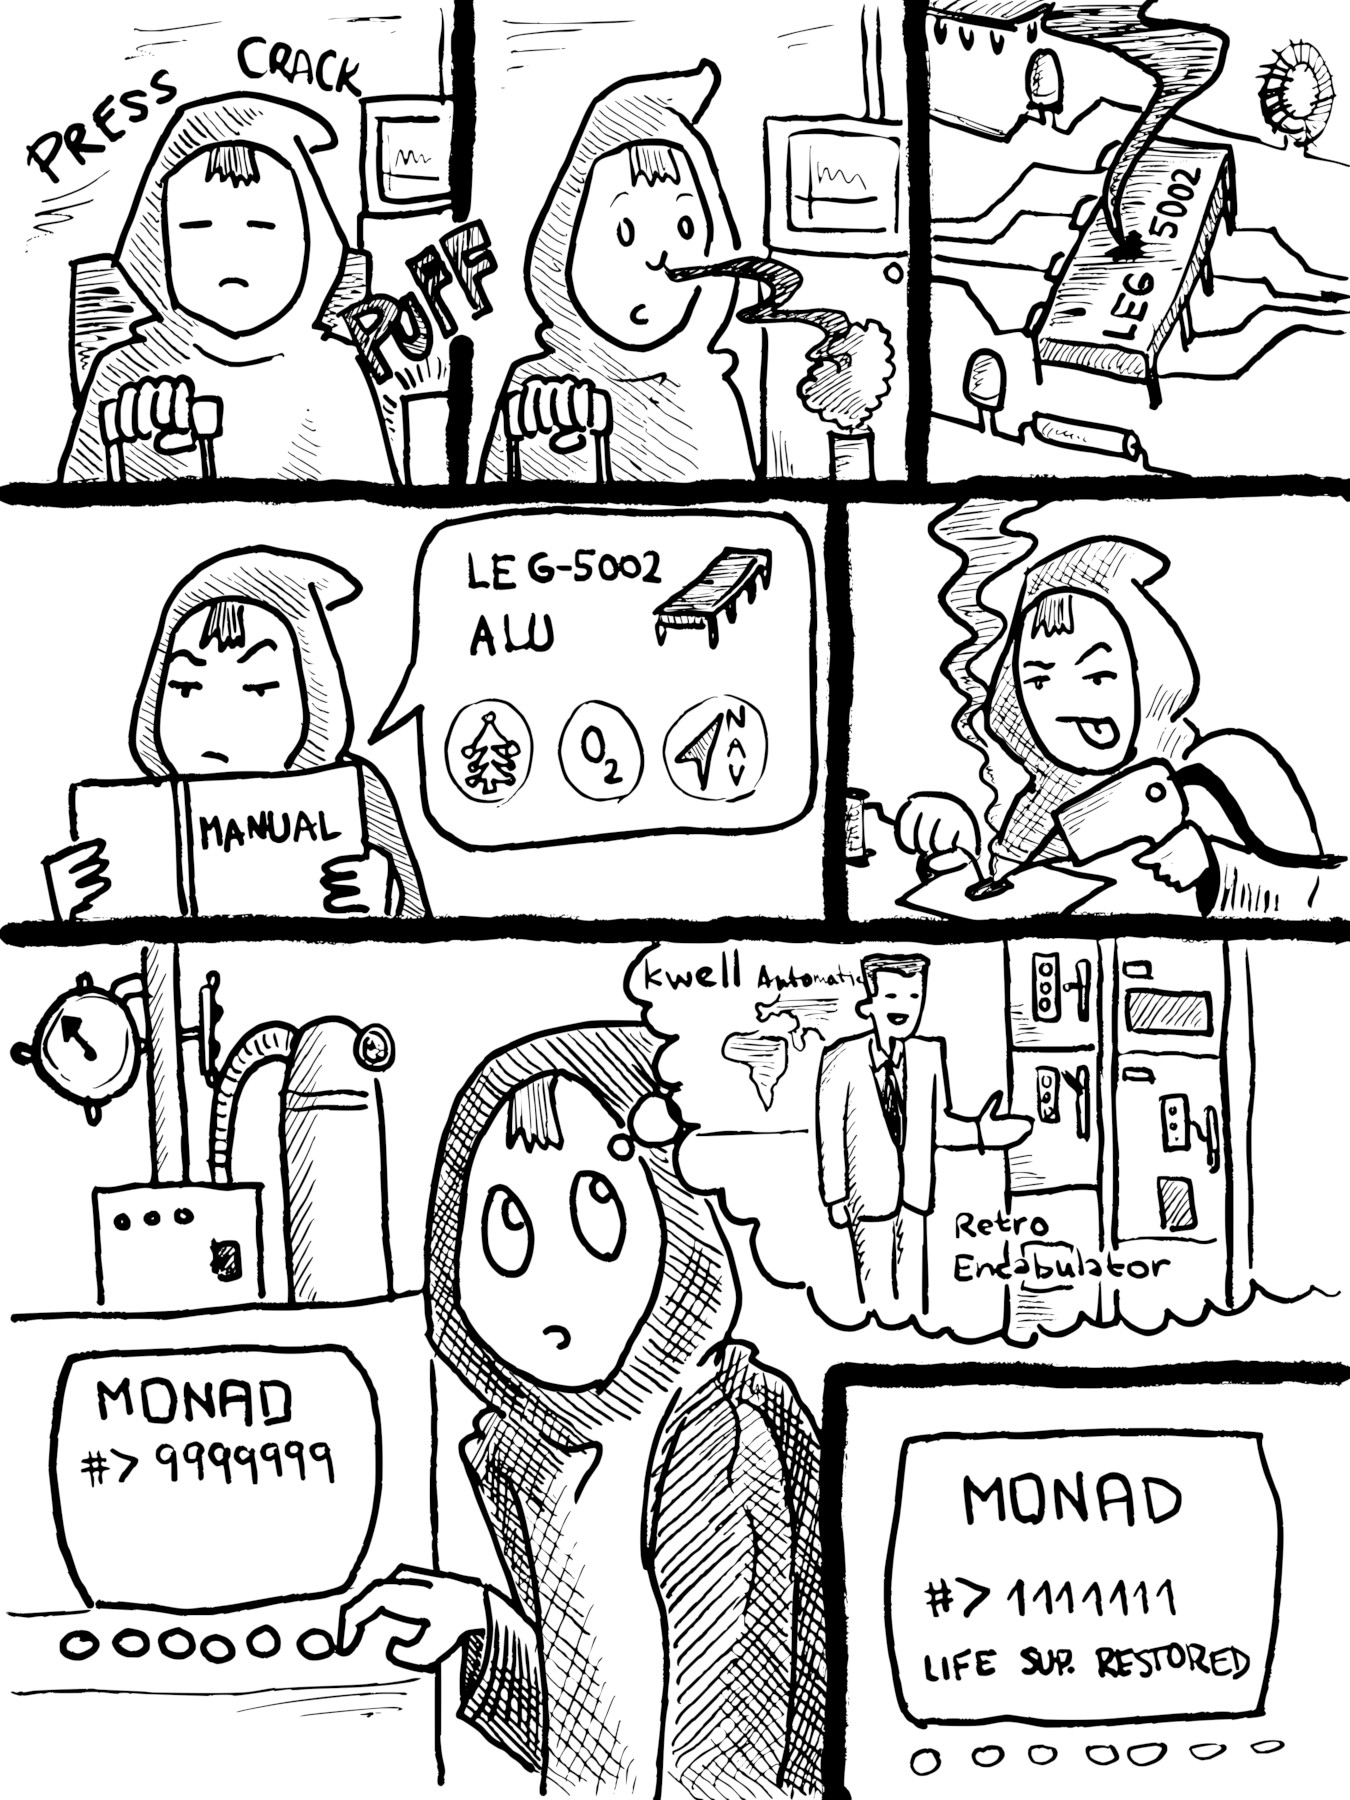 PRESS
CRACK
PUFF
LEG 5002
LEG-5002
ALU
O2
NAV
MANUAL
kwell Automatic
Retro
Encabulator
MONAD
#> 9999999
MONAD
#> 1111111
LIFE SUP. RESTORED